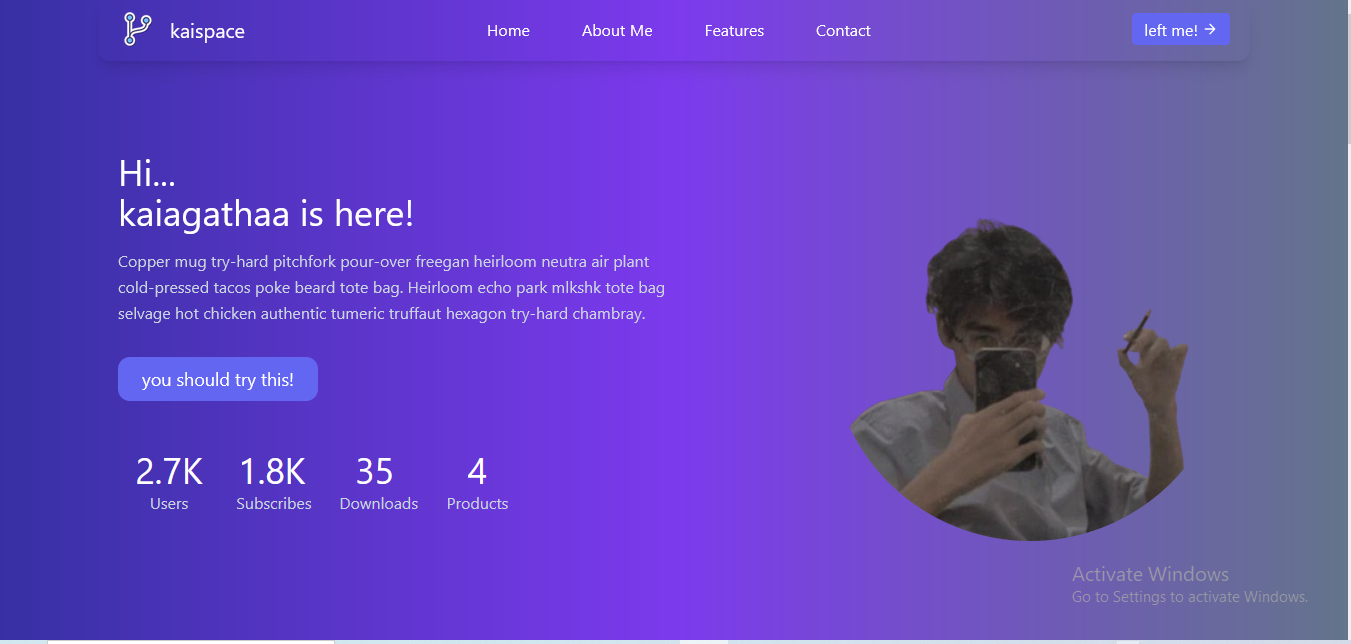 kaispace
Home
About Me
Features
Contact
left me! →
Hi...
kaiagathaa is here!
Copper mug try-hard pitchfork pour-over freegan heirloom neutra air plant
cold-pressed tacos poke beard tote bag. Heirloom echo park mlkshk tote bag
selvage hot chicken authentic tumeric truffaut hexagon try-hard chambray.
you should try this!
2.7K
Users
1.8K
Subscribes
35
Downloads
4
Products
Activate Windows
Go to Settings to activate Windows.